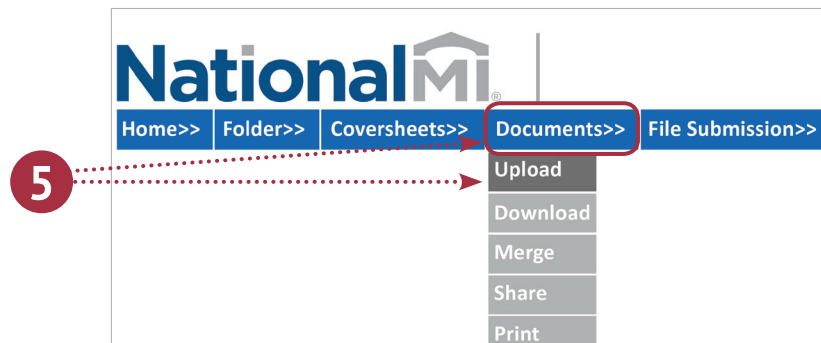 NationalMI®
Home>> Folder>> Coversheets>> Documents>> File Submission>>
5
Upload
Download
Merge
Share
Print